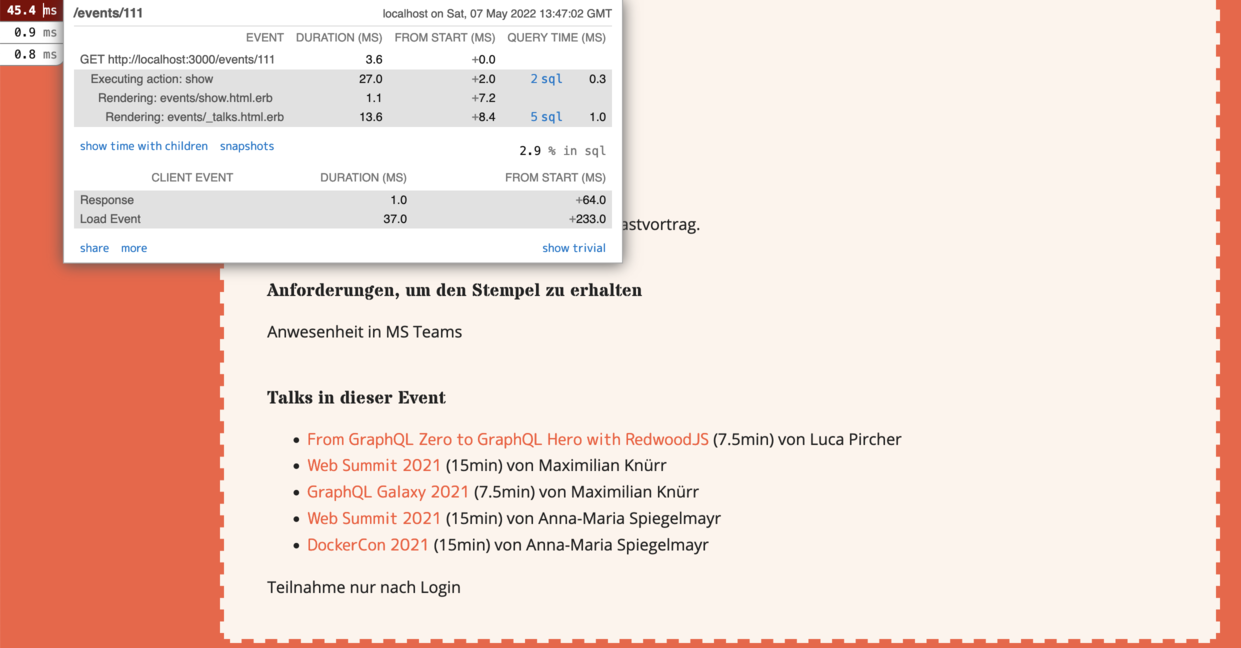 45.4 ms
0.9 ms
0.8 ms
/events/111 localhost on Sat, 07 May 2022 13:47:02 GMT
EVENT DURATION (MS) FROM START (MS) QUERY TIME (MS)
GET http://localhost:3000/events/111 3.6 +0.0
Executing action: show 27.0 +2.0 2 sql 0.3
Rendering: events/show.html.erb 1.1 +7.2
Rendering: events/_talks.html.erb 13.6 +8.4 5 sql 1.0
show time with children snapshots 2.9 % in sql
CLIENT EVENT DURATION (MS) FROM START (MS)
Response 1.0 +64.0
Load Event 37.0 +233.0
share more show trivial
astvortrag.
Anforderungen, um den Stempel zu erhalten
Anwesenheit in MS Teams
Talks in dieser Event
From GraphQL Zero to GraphQL Hero with RedwoodJS (7.5min) von Luca Pircher
Web Summit 2021 (15min) von Maximilian Knürr
GraphQL Galaxy 2021 (7.5min) von Maximilian Knürr
Web Summit 2021 (15min) von Anna-Maria Spiegelmayr
DockerCon 2021 (15min) von Anna-Maria Spiegelmayr
Teilnahme nur nach Login